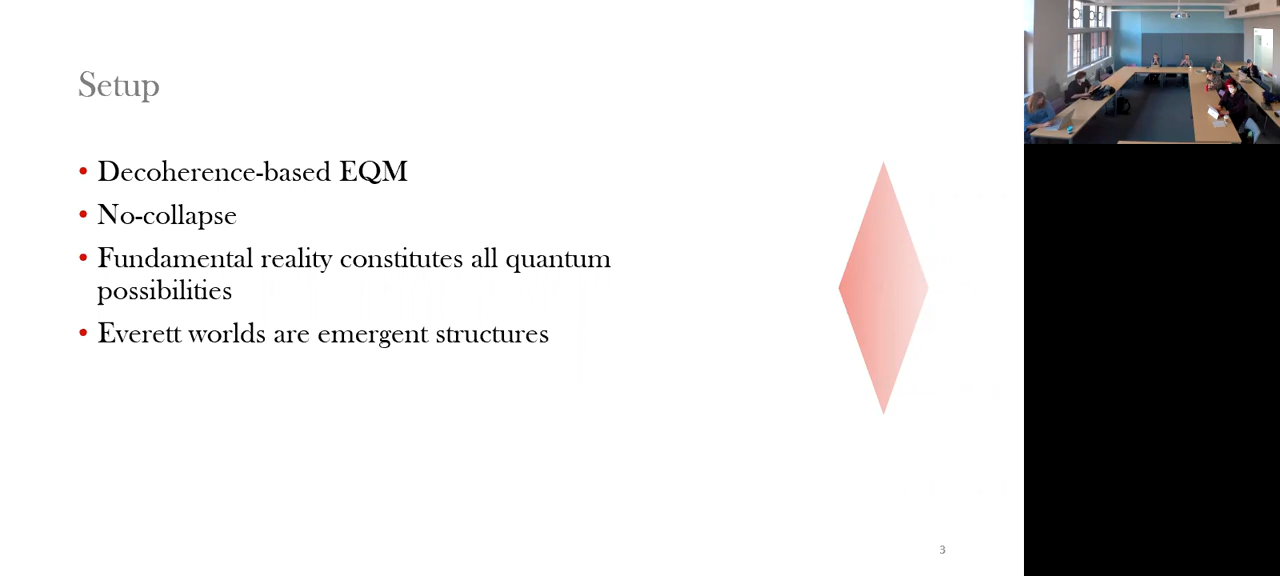 Setup
• Decoherence-based EQM
• No-collapse
• Fundamental reality constitutes all quantum
possibilities
• Everett worlds are emergent structures
3